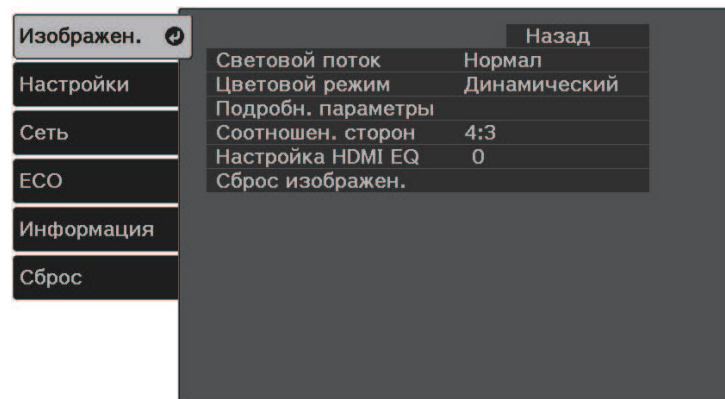 Изображен.
Настройки
Сеть
ECO
Информация
Сброс
Назад
Световой поток Нормал
Цветовой режим Динамический
Подробн. параметры
Соотношен. сторон 4:3
Настройка HDMI EQ 0
Сброс изображен.